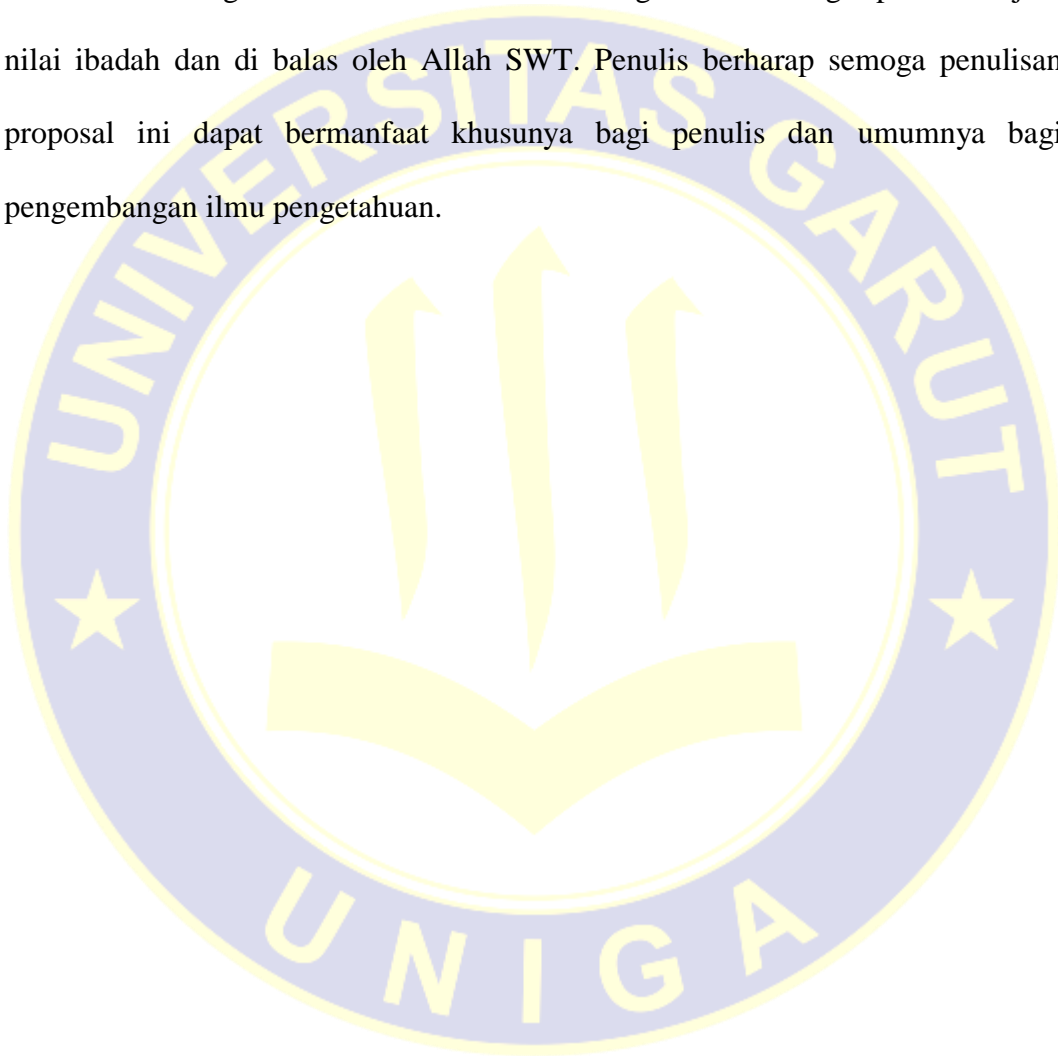 nilai ibadah dan di balas oleh Allah SWT. Penulis berharap semoga penulisan
proposal ini dapat bermanfaat khusunya bagi penulis dan umumnya bagi
pengembangan ilmu pengetahuan.
UNIVERSITAS GARUT
UNIGA